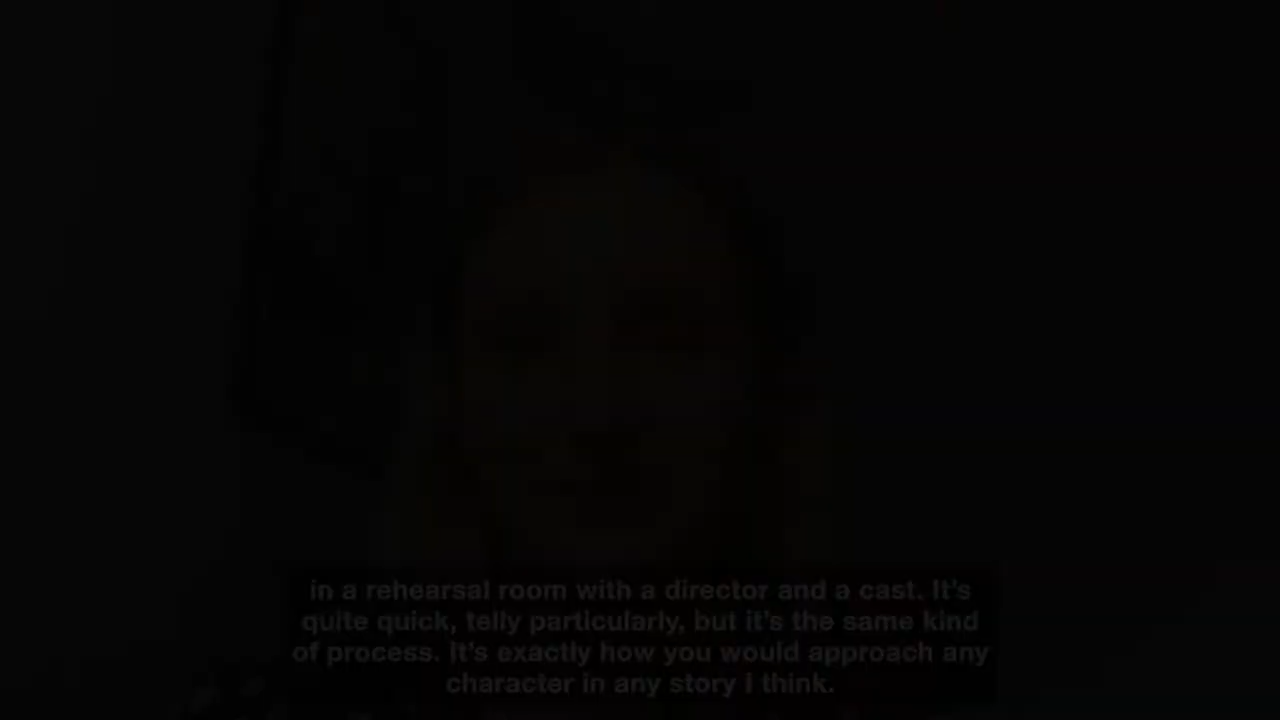 in a rehearsal room with a director and a cast. It's
quite quick, telly particularly, but it's the same kind
of process. It's exactly how you would approach any
character in any story I think.